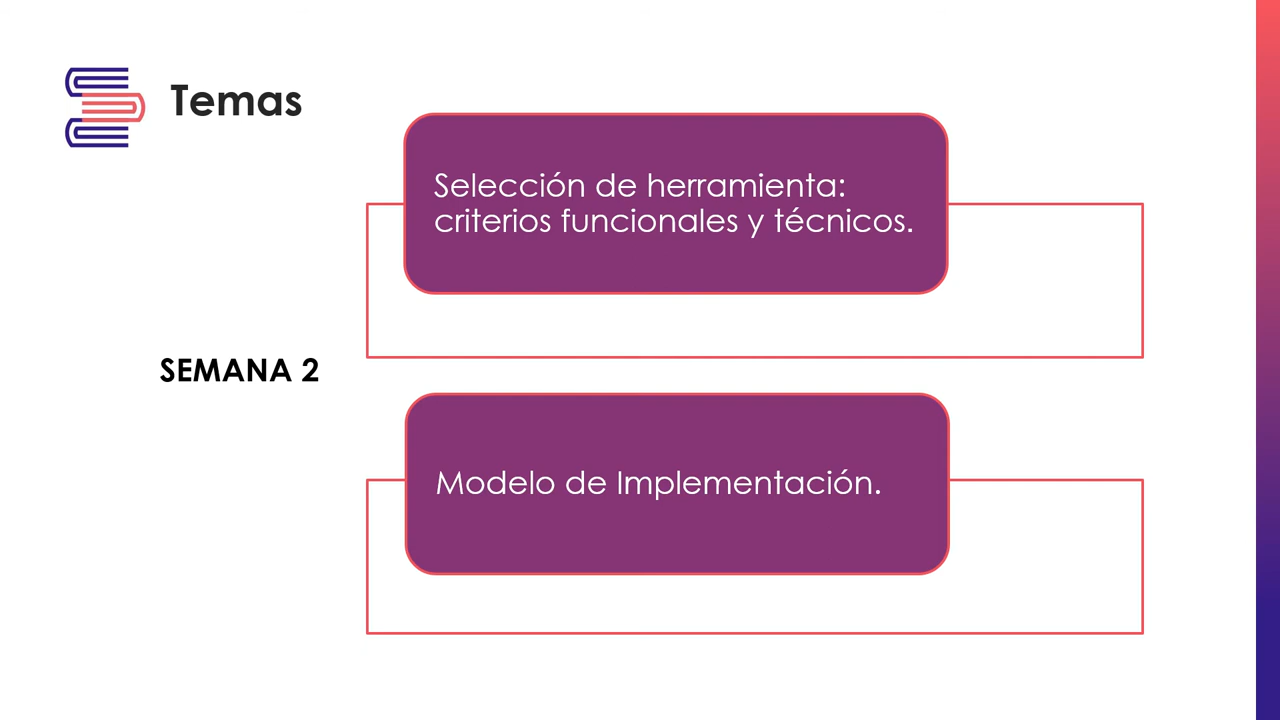 Temas
Selección de herramienta:
criterios funcionales y técnicos.
SEMANA 2
Modelo de Implementación.